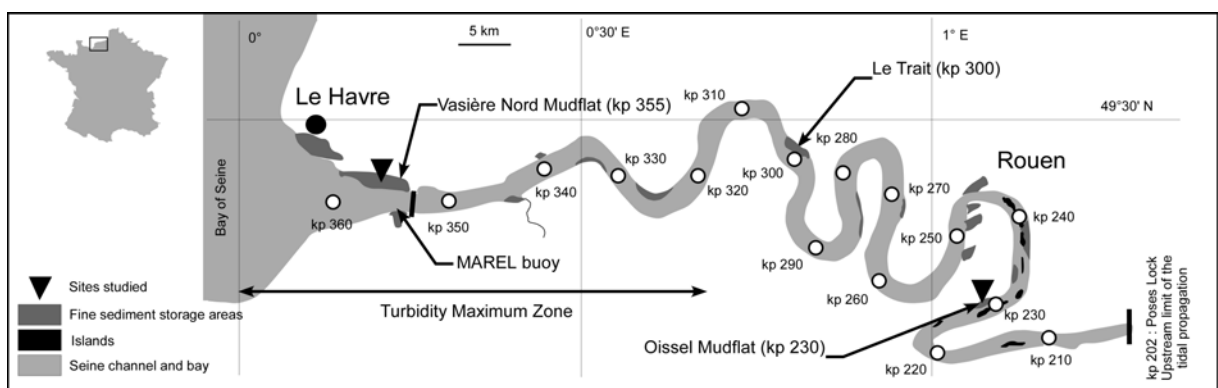 0°
5 km
0°30' E
1° E
Le Trait (kp 300)
Le Havre
Vasière Nord Mudflat (kp 355)
kp 310
49°30' N
kp 280
kp 330
kp 300
Rouen
kp 340
kp 320
kp 270
Bay of Seine
kp 360
kp 350
kp 240
kp 250
kp 290
MAREL buoy
kp 260
Sites studied
Turbidity Maximum Zone
Fine sediment storage areas
kp 230
Islands
Oissel Mudflat (kp 230)
kp 220
kp 210
Seine channel and bay
kp 202 : Poses Lock
Upstream limit of the
tidal propagation